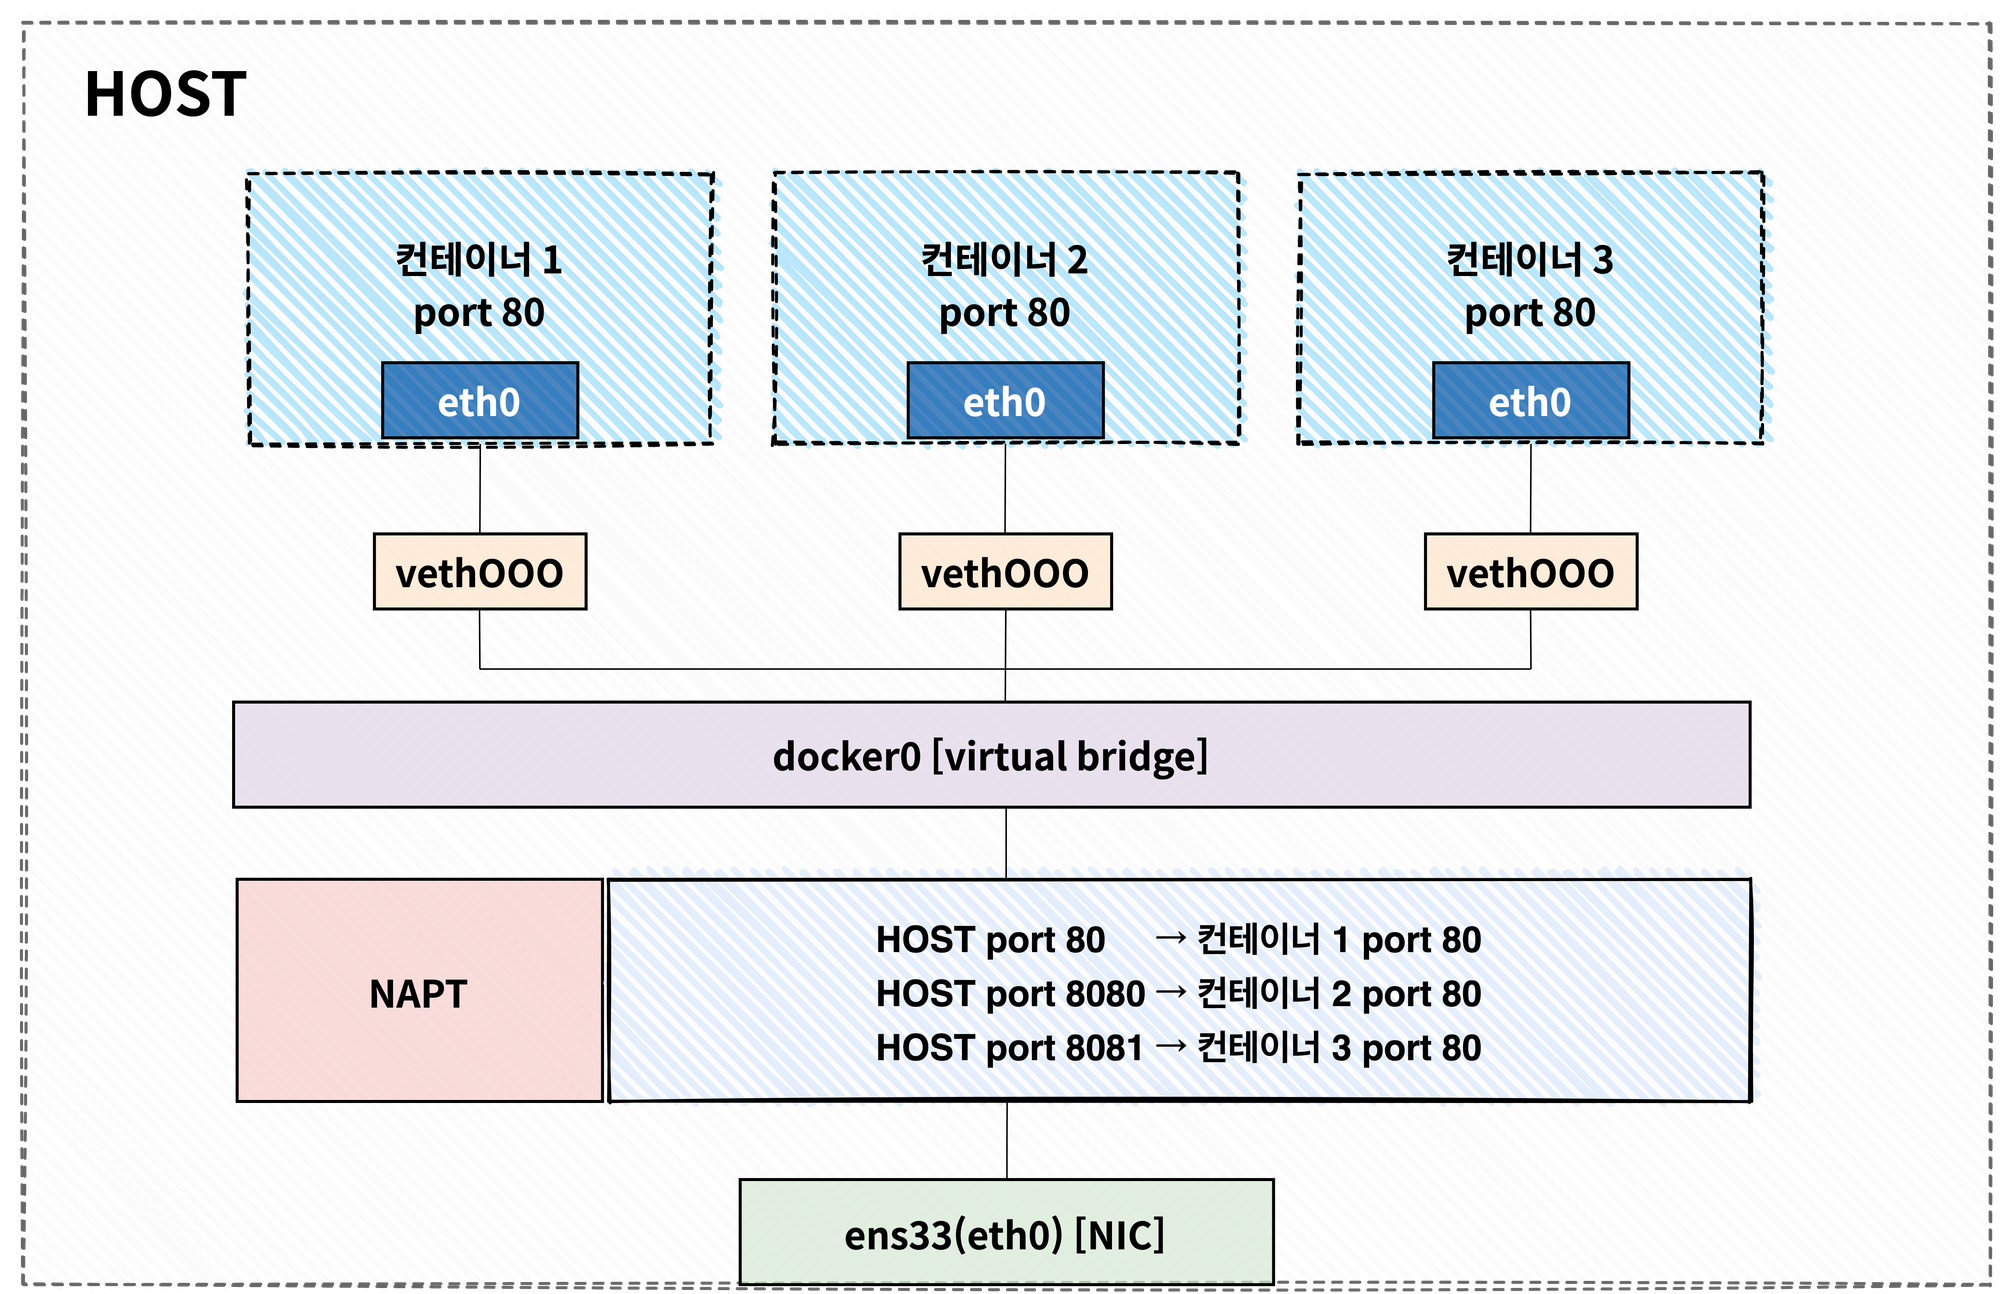 HOST
컨테이너 1
port 80
eth0
컨테이너 2
port 80
eth0
컨테이너 3
port 80
eth0
vethOOO
vethOOO
vethOOO
docker0 [virtual bridge]
NAPT
HOST port 80 → 컨테이너 1 port 80
HOST port 8080 → 컨테이너 2 port 80
HOST port 8081 → 컨테이너 3 port 80
ens33(eth0) [NIC]